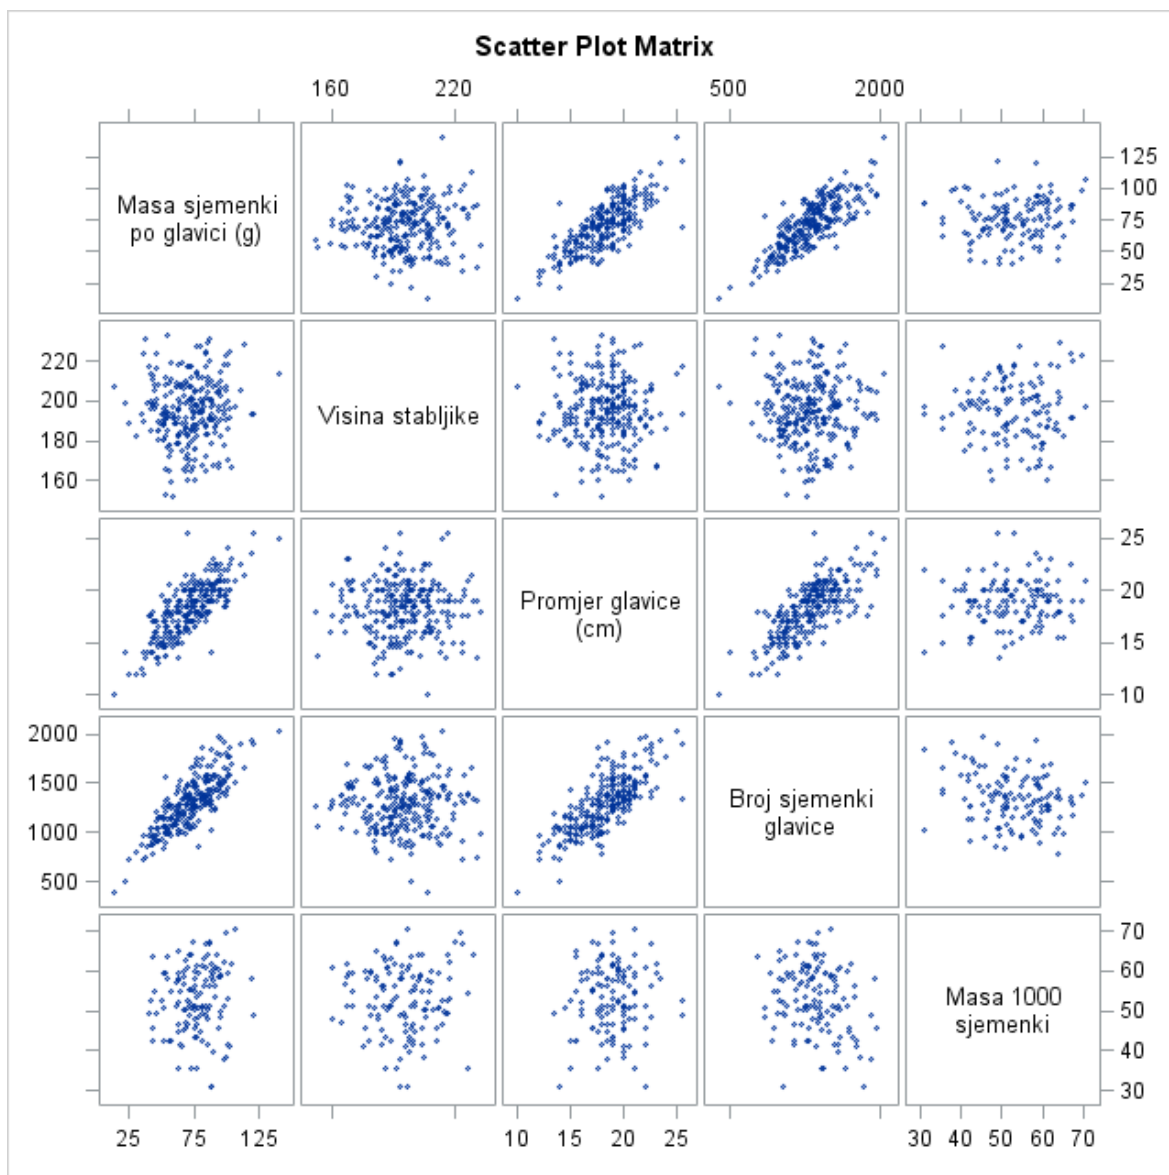 Scatter Plot Matrix
160 220 500 2000
Masa sjemenki
po glavici (g)
125
100
75
50
25
220
200
180
160
Visina stabljike
Promjer glavice
(cm)
25
20
15
10
2000
1500
1000
500
Broj sjemenki
glavice
Masa 1000
sjemenki
70
60
50
40
30
25 75 125 10 15 20 25 30 40 50 60 70